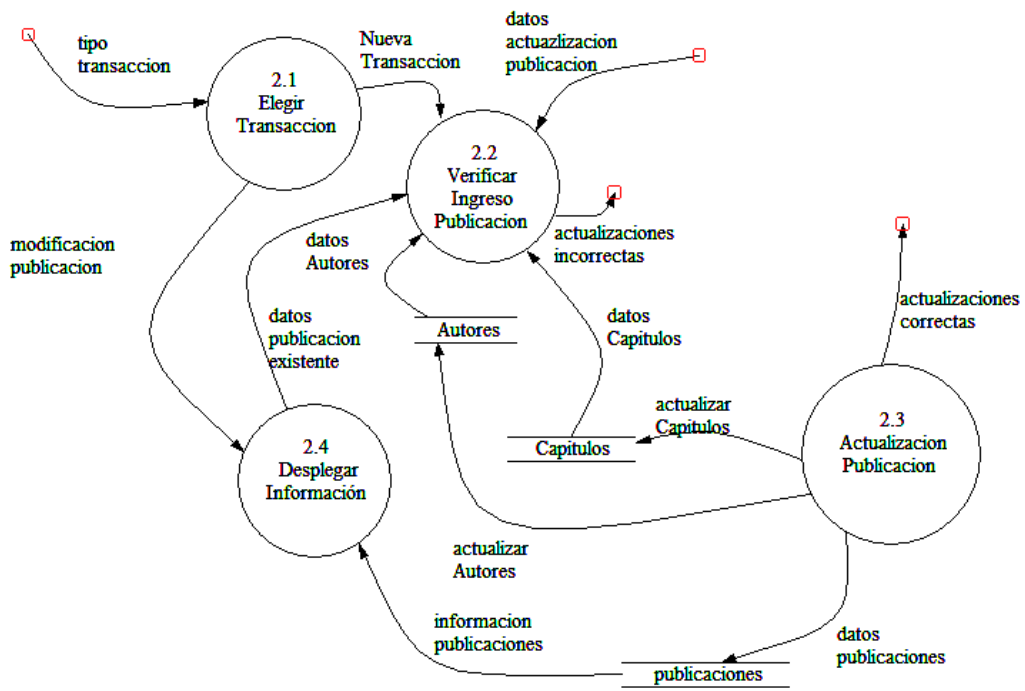 tipo
transaccion
Nueva
Transaccion
datos
actuazlizacion
publicacion
2.1
Elegir
Transaccion
2.2
Verificar
Ingreso
Publicacion
modificacion
publicacion
datos
Autores
actualizaciones
incorrectas
datos
publicacion
existente
Autores
datos
Capitulos
actualizaciones
correctas
actualizar
Capitulos
2.3
Actualizacion
Publicacion
2.4
Desplegar
Información
Capitulos
actualizar
Autores
informacion
publicaciones
datos
publicaciones
publicaciones